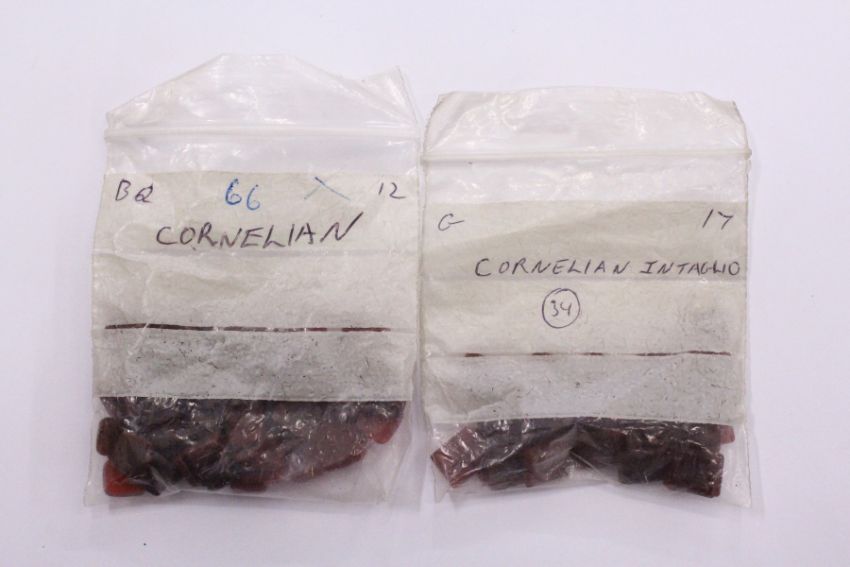 BQ 66 12
CORNELIAN
G 17
CORNELIAN INTAGLIO
34